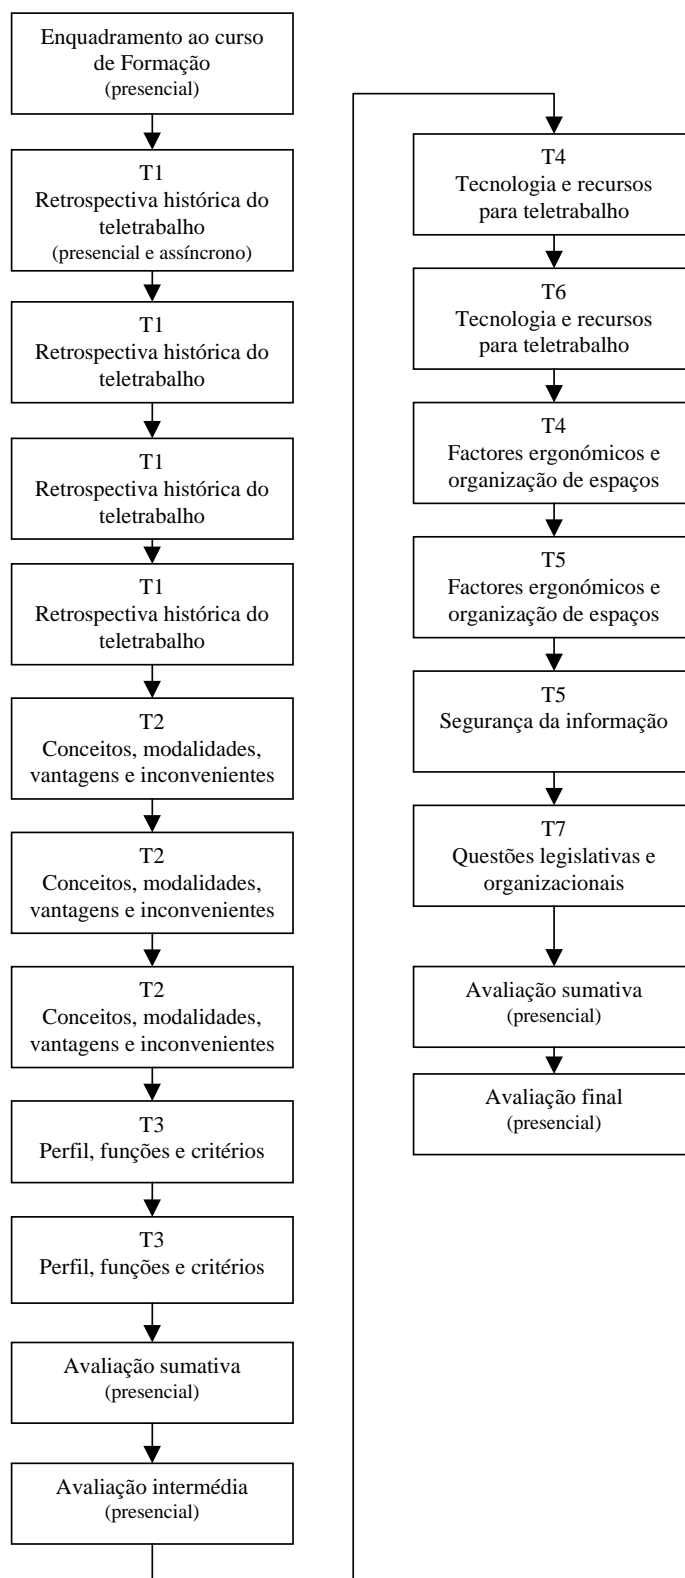 Enquadramento ao curso
de Formação
(presencial)
T1
Retrospectiva histórica do
teletrabalho
(presencial e assíncrono)
T1
Retrospectiva histórica do
teletrabalho
T1
Retrospectiva histórica do
teletrabalho
T1
Retrospectiva histórica do
teletrabalho
T2
Conceitos, modalidades,
vantagens e inconvenientes
T2
Conceitos, modalidades,
vantagens e inconvenientes
T2
Conceitos, modalidades,
vantagens e inconvenientes
T3
Perfil, funções e critérios
T3
Perfil, funções e critérios
Avaliação sumativa
(presencial)
Avaliação intermédia
(presencial)
T4
Tecnologia e recursos
para teletrabalho
T6
Tecnologia e recursos
para teletrabalho
T4
Factores ergonómicos e
organização de espaços
T5
Factores ergonómicos e
organização de espaços
T5
Segurança da informação
T7
Questões legislativas e
organizacionais
Avaliação sumativa
(presencial)
Avaliação final
(presencial)